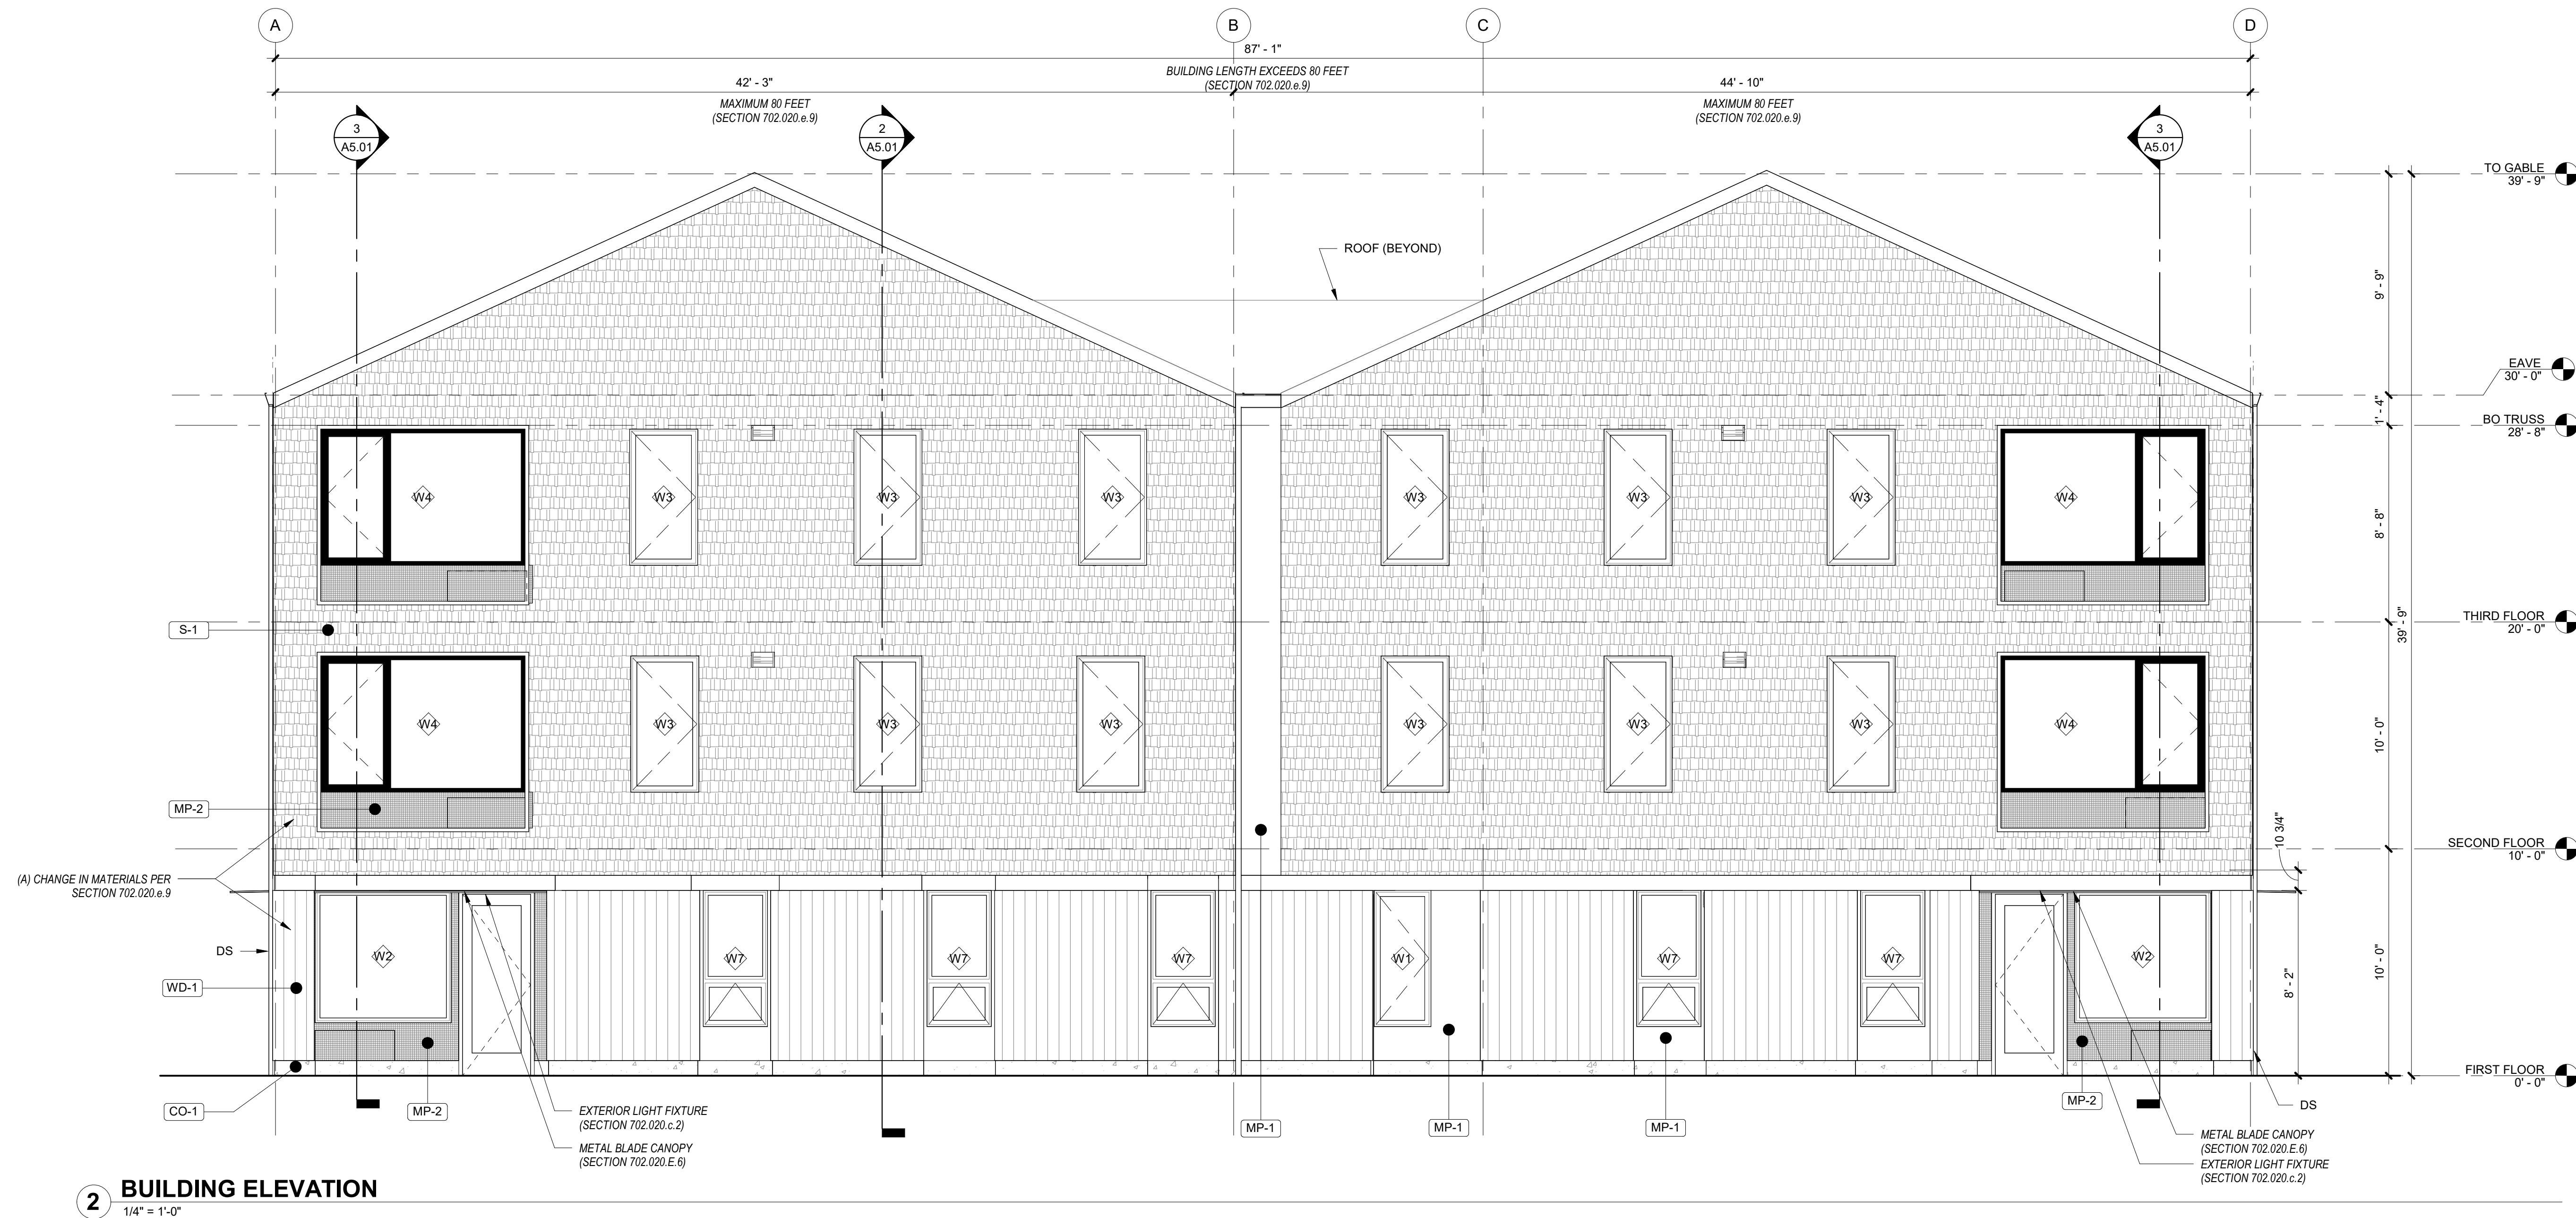 A
B
C
D
87' - 1"
BUILDING LENGTH EXCEEDS 80 FEET
(SECTION 702.020.e.9)
42' - 3"
44' - 10"
MAXIMUM 80 FEET
(SECTION 702.020.e.9)
MAXIMUM 80 FEET
(SECTION 702.020.e.9)
3
A5.01
2
A5.01
3
A5.01
TO GABLE
39' - 9"
ROOF (BEYOND)
9' - 9"
EAVE
30' - 0"
1' - 4"
BO TRUSS
28' - 8"
W4
W3
W3
W3
W3
W3
W3
W4
8' - 8"
S-1
THIRD FLOOR
20' - 0"
39' - 9"
W4
W3
W3
W3
W3
W3
W3
W4
10' - 0"
MP-2
10 3/4"
SECOND FLOOR
10' - 0"
(A) CHANGE IN MATERIALS PER
SECTION 702.020.e.9
DS
W2
W7
W7
W7
W1
W7
W7
W2
WD-1
8' - 2"
10' - 0"
FIRST FLOOR
0' - 0"
CO-1
MP-2
EXTERIOR LIGHT FIXTURE
(SECTION 702.020.c.2)
METAL BLADE CANOPY
(SECTION 702.020.E.6)
MP-1
MP-1
MP-1
MP-2
DS
METAL BLADE CANOPY
(SECTION 702.020.E.6)
EXTERIOR LIGHT FIXTURE
(SECTION 702.020.c.2)
2
BUILDING ELEVATION
1/4" = 1'-0"